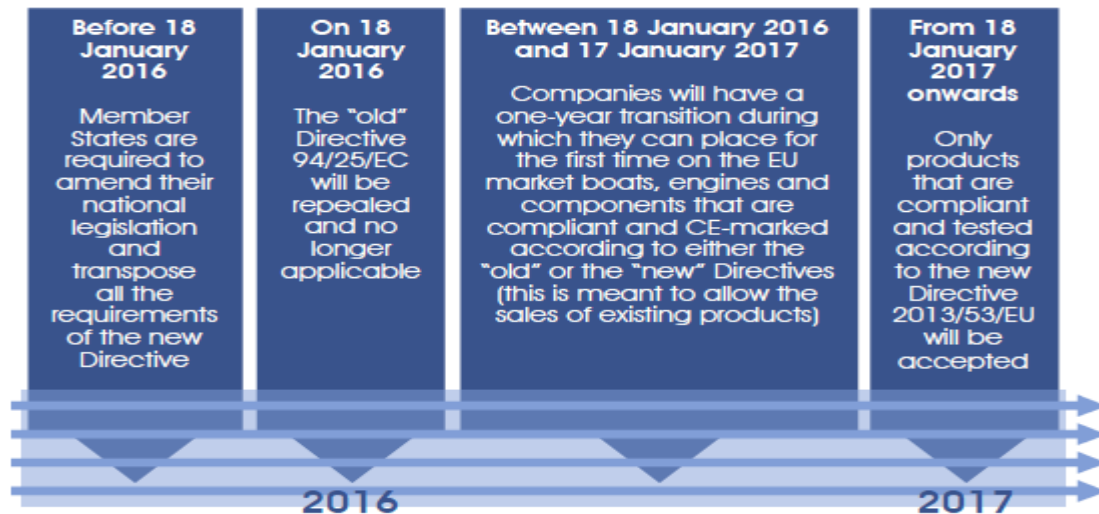 Before 18
January
2016
Member
States are
required to
amend their
national
legislation
and
transpose
all the
requirements
of the new
Directive
On 18
January
2016
The “old”
Directive
94/25/EC
will be
repealed
and no
longer
applicable
Between 18 January 2016
and 17 January 2017
Companies will have a
one-year transition during
which they can place for
the first time on the EU
market boats, engines and
components that are
compliant and CE-marked
according to either the
“old” or the “new” Directives
(this is meant to allow the
sales of existing products)
From 18
January
2017
onwards
Only
products
that are
compliant
and tested
according
to the new
Directive
2013/53/EU
will be
accepted
2016
2017